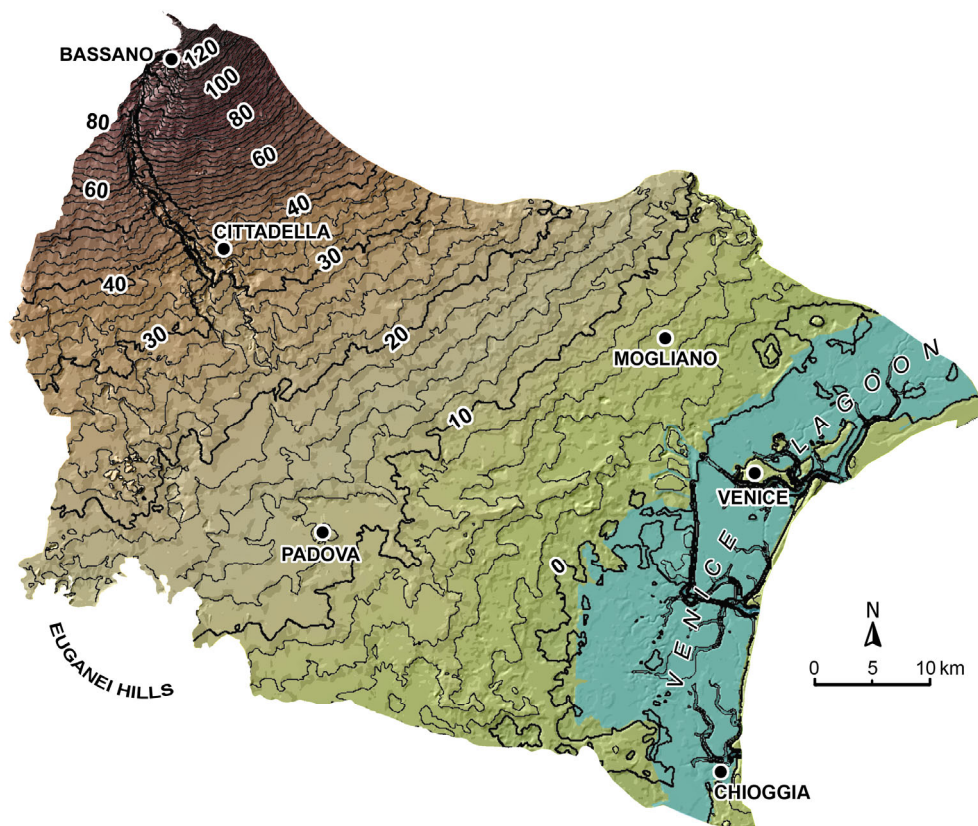 BASSANO
120
100
80
80
60
60
40
CITTADELLA
30
40
20
30
MOGLIANO
10
VENICE LAGOON
VENICE
PADOVA
0
EUGANEI HILLS
N
0 5 10 km
CHIOGGIA